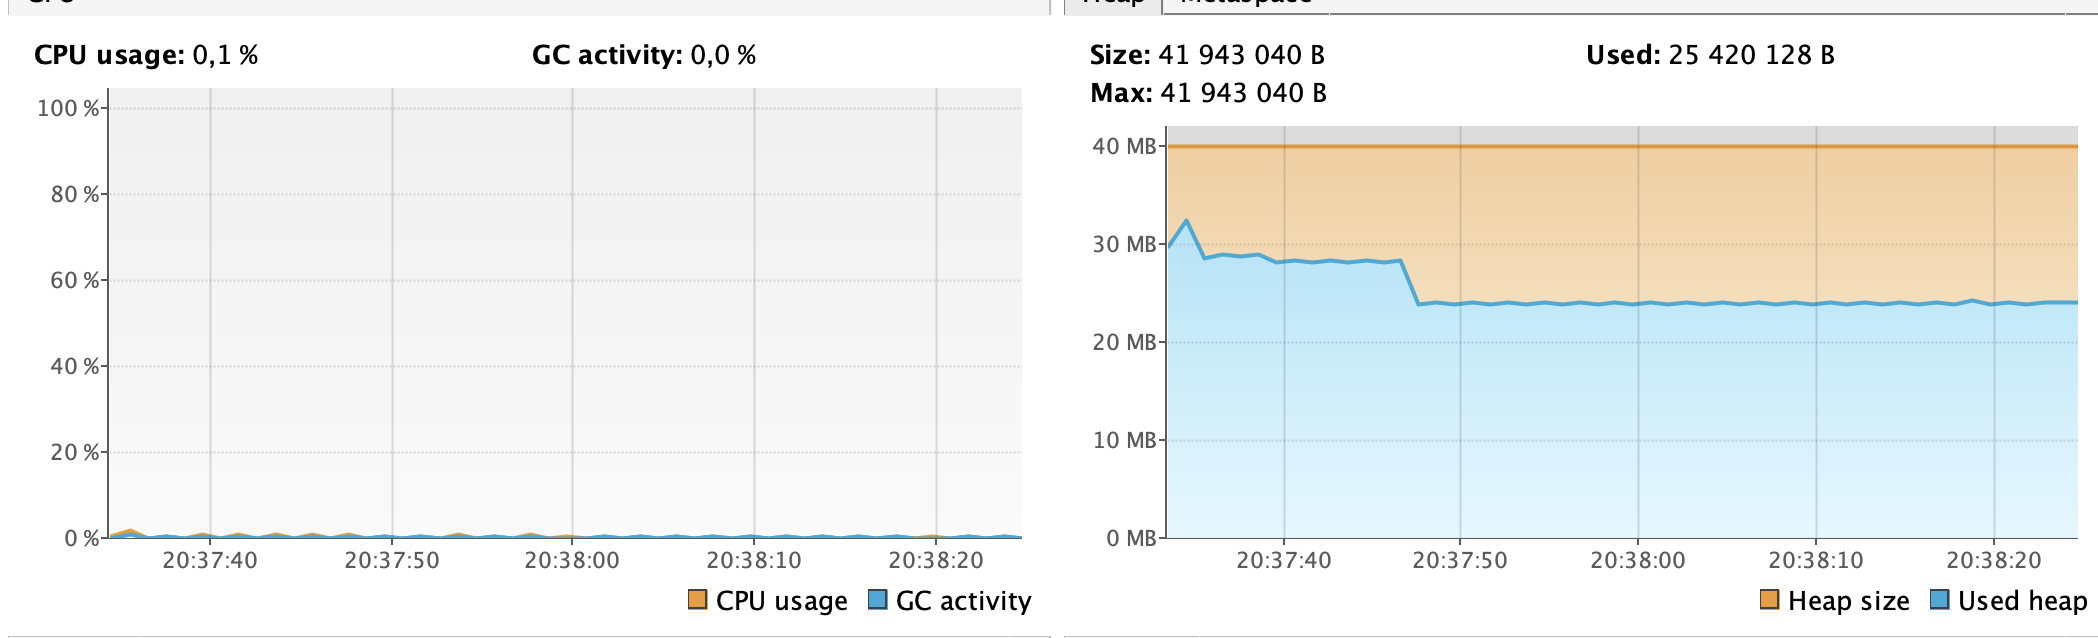 CPU
Heap Metaspace
CPU usage: 0,1 %
GC activity: 0,0 %
100 %
80 %
60 %
40 %
20 %
0 %
20:37:40 20:37:50 20:38:00 20:38:10 20:38:20
CPU usage GC activity
Size: 41 943 040 B
Used: 25 420 128 B
Max: 41 943 040 B
40 MB
30 MB
20 MB
10 MB
0 MB
20:37:40 20:37:50 20:38:00 20:38:10 20:38:20
Heap size Used heap